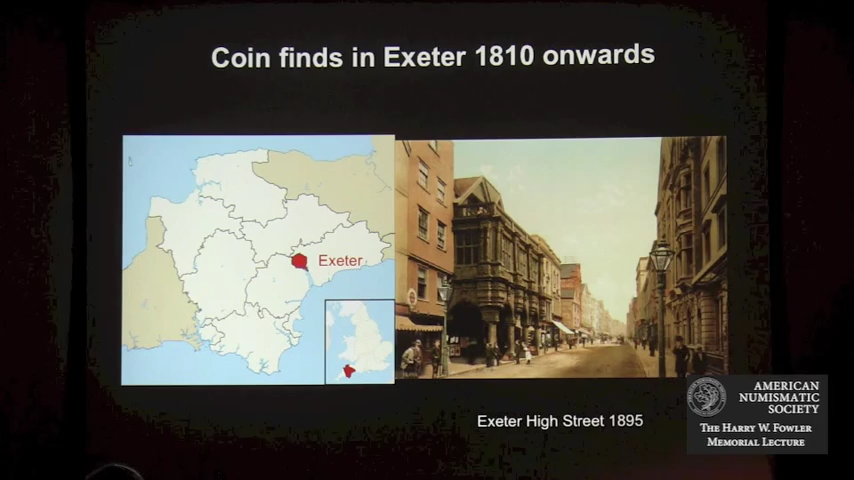 Coin finds in Exeter 1810 onwards
Exeter
Exeter High Street 1895
AMERICAN
NUMISMATIC
SOCIETY
THE HARRY W. FOWLER
MEMORIAL LECTURE